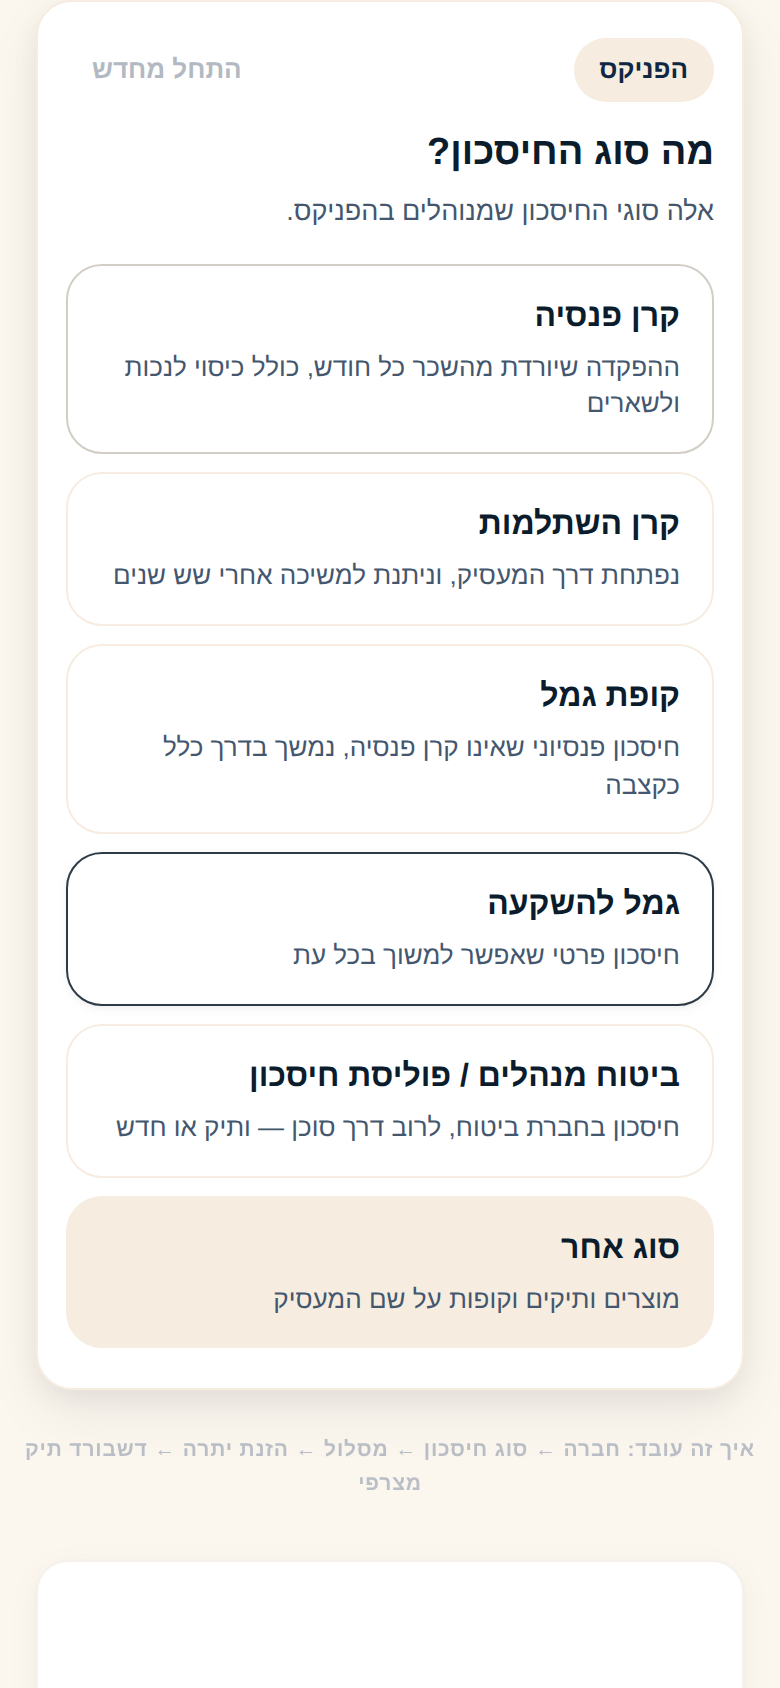 הפניקס
התחל מחדש
מה סוג החיסכון?
אלה סוגי החיסכון שמנוהלים בהפניקס.
קרן פנסיה
ההפקדה שיורדת מהשכר כל חודש, כולל כיסוי לנכות
ולשארים
קרן השתלמות
נפתחת דרך המעסיק, וניתנת למשיכה אחרי שש שנים
קופת גמל
חיסכון פנסיוני שאינו קרן פנסיה, נמשך בדרך כלל
כקצבה
גמל להשקעה
חיסכון פרטי שאפשר למשוך בכל עת
ביטוח מנהלים / פוליסת חיסכון
חיסכון בחברת ביטוח, לרוב דרך סוכן — ותיק או חדש
סוג אחר
מוצרים ותיקים וקופות על שם המעסיק
איך זה עובד: חברה ← סוג חיסכון ← מסלול ← הזנת יתרה ← דשבורד תיק
מצרפי